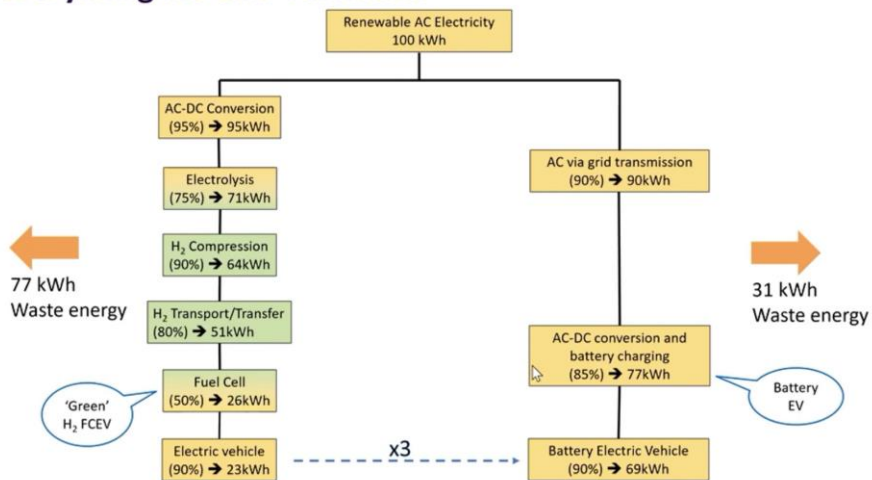 Renewable AC Electricity
100 kWh
AC-DC Conversion
(95%) ➔ 95kWh
Electrolysis
(75%) ➔ 71kWh
H₂ Compression
(90%) ➔ 64kWh
H₂ Transport/Transfer
(80%) ➔ 51kWh
Fuel Cell
(50%) ➔ 26kWh
Electric vehicle
(90%) ➔ 23kWh
77 kWh
Waste energy
'Green'
H₂ FCEV
x3
AC via grid transmission
(90%) ➔ 90kWh
AC-DC conversion and
battery charging
(85%) ➔ 77kWh
Battery Electric Vehicle
(90%) ➔ 69kWh
31 kWh
Waste energy
Battery
EV